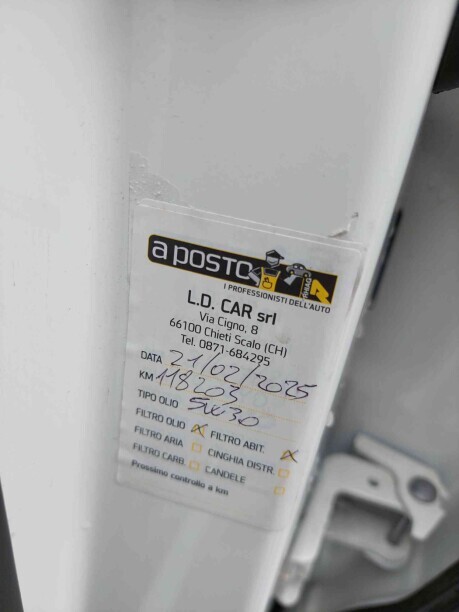 a POSTO
I PROFESSIONISTI DELL'AUTO
L.D. CAR srl
Via Cigno, 8
66100 Chieti Scalo (CH)
Tel. 0871-684295
DATA 21/02/2025
KM 118203
TIPO OLIO 5W30
FILTRO OLIO X FILTRO ABIT. X
FILTRO ARIA CINGHIA DISTR.
FILTRO CARB. CANDELE
Prossimo controllo a km